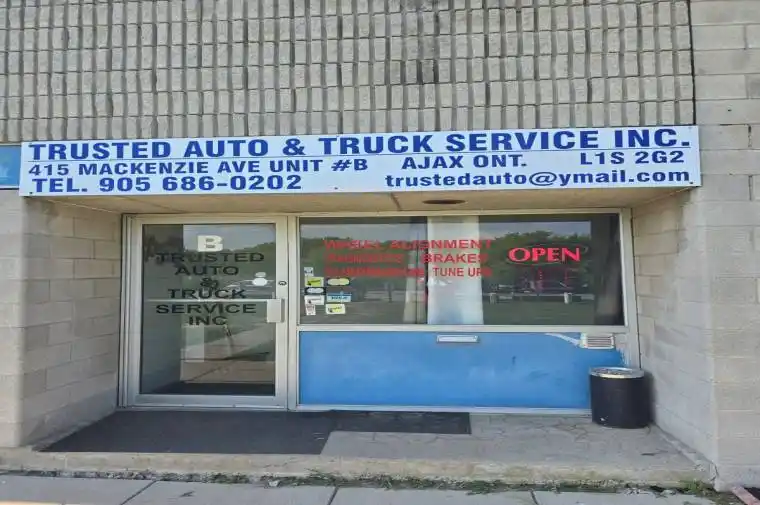 TRUSTED AUTO & TRUCK SERVICE INC.
415 MACKENZIE AVE UNIT #B AJAX ONT. L1S 2G2
TEL. 905 686-0202 trustedauto@ymail.com
B
TRUSTED
AUTO
&
TRUCK
SERVICE
INC
WHEEL ALIGNMENT
BRAKES
TUNE UPS
OPEN